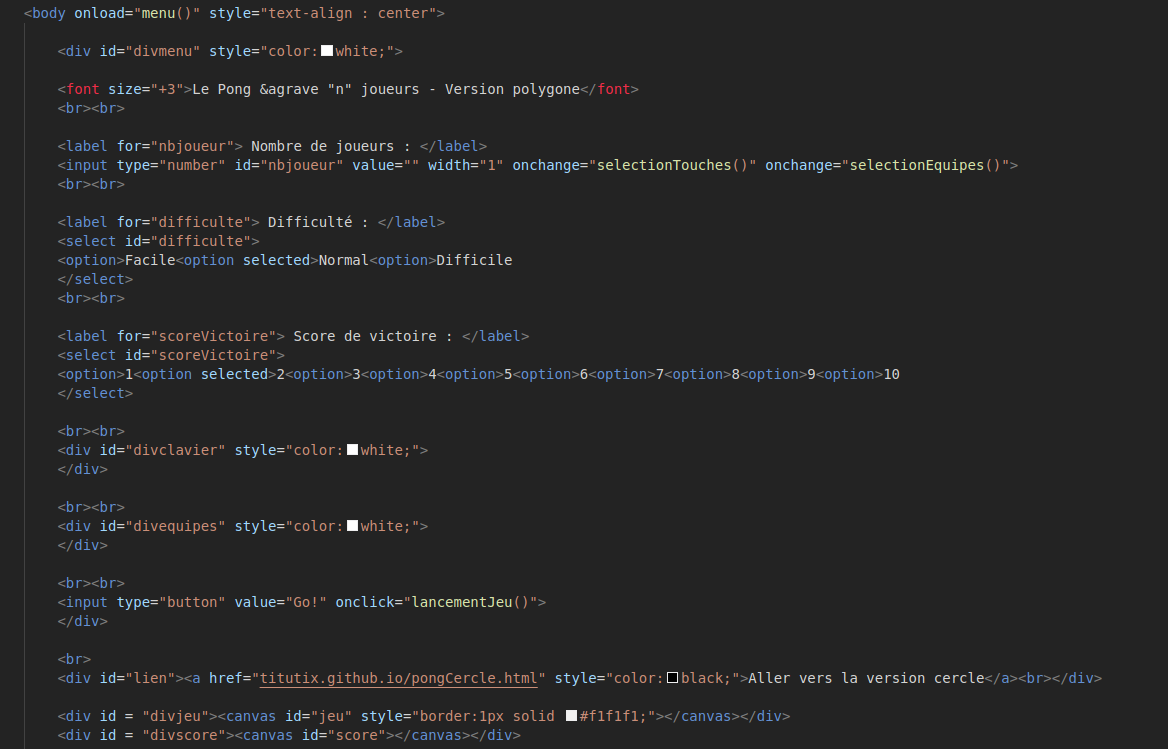 <body onload="menu()" style="text-align : center">
<div id="divmenu" style="color:white;">
<font size="+3">Le Pong &agrave "n" joueurs - Version polygone</font>
<br><br>
<label for="nbjoueur"> Nombre de joueurs : </label>
<input type="number" id="nbjoueur" value="" width="1" onchange="selectionTouches()" onchange="selectionEquipes()">
<br><br>
<label for="difficulte"> Difficulté : </label>
<select id="difficulte">
<option>Facile<option selected>Normal<option>Difficile
</select>
<br><br>
<label for="scoreVictoire"> Score de victoire : </label>
<select id="scoreVictoire">
<option>1<option selected>2<option>3<option>4<option>5<option>6<option>7<option>8<option>9<option>10
</select>
<br><br>
<div id="divclavier" style="color:white;">
</div>
<br><br>
<div id="divequipes" style="color:white;">
</div>
<br><br>
<input type="button" value="Go!" onclick="lancementJeu()">
</div>
<br>
<div id="lien"><a href="titutix.github.io/pongCercle.html" style="color:black;">Aller vers la version cercle</a><br></div>
<div id = "divjeu"><canvas id="jeu" style="border:1px solid #f1f1f1;"></canvas></div>
<div id = "divscore"><canvas id="score"></canvas></div>